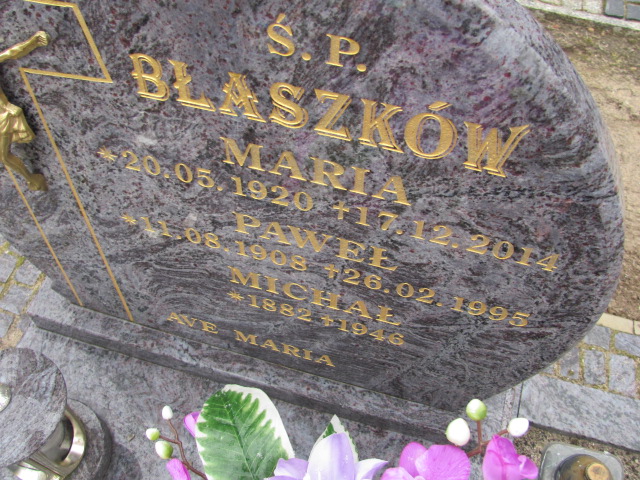 Ś. P.
BŁASZKÓW
MARIA
*20.05.1920 †17.12.2014
PAWEŁ
*11.08.1908 †26.02.1995
MICHAŁ
*1882 †1946
AVE MARIA